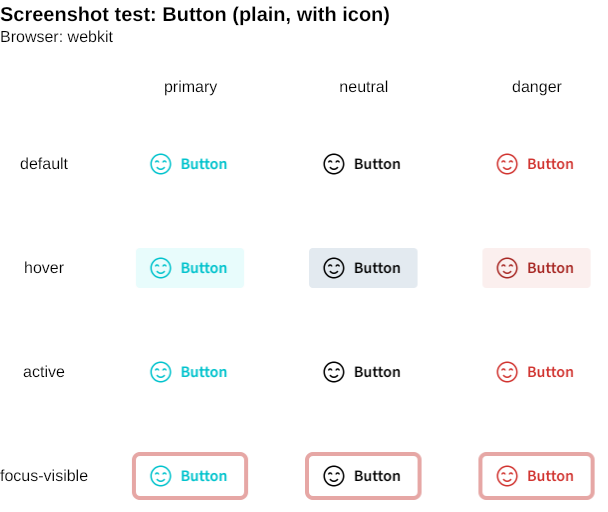 Screenshot test: Button (plain, with icon)
Browser: webkit
primary neutral danger
default Button Button Button
hover Button Button Button
active Button Button Button
focus-visible Button Button Button